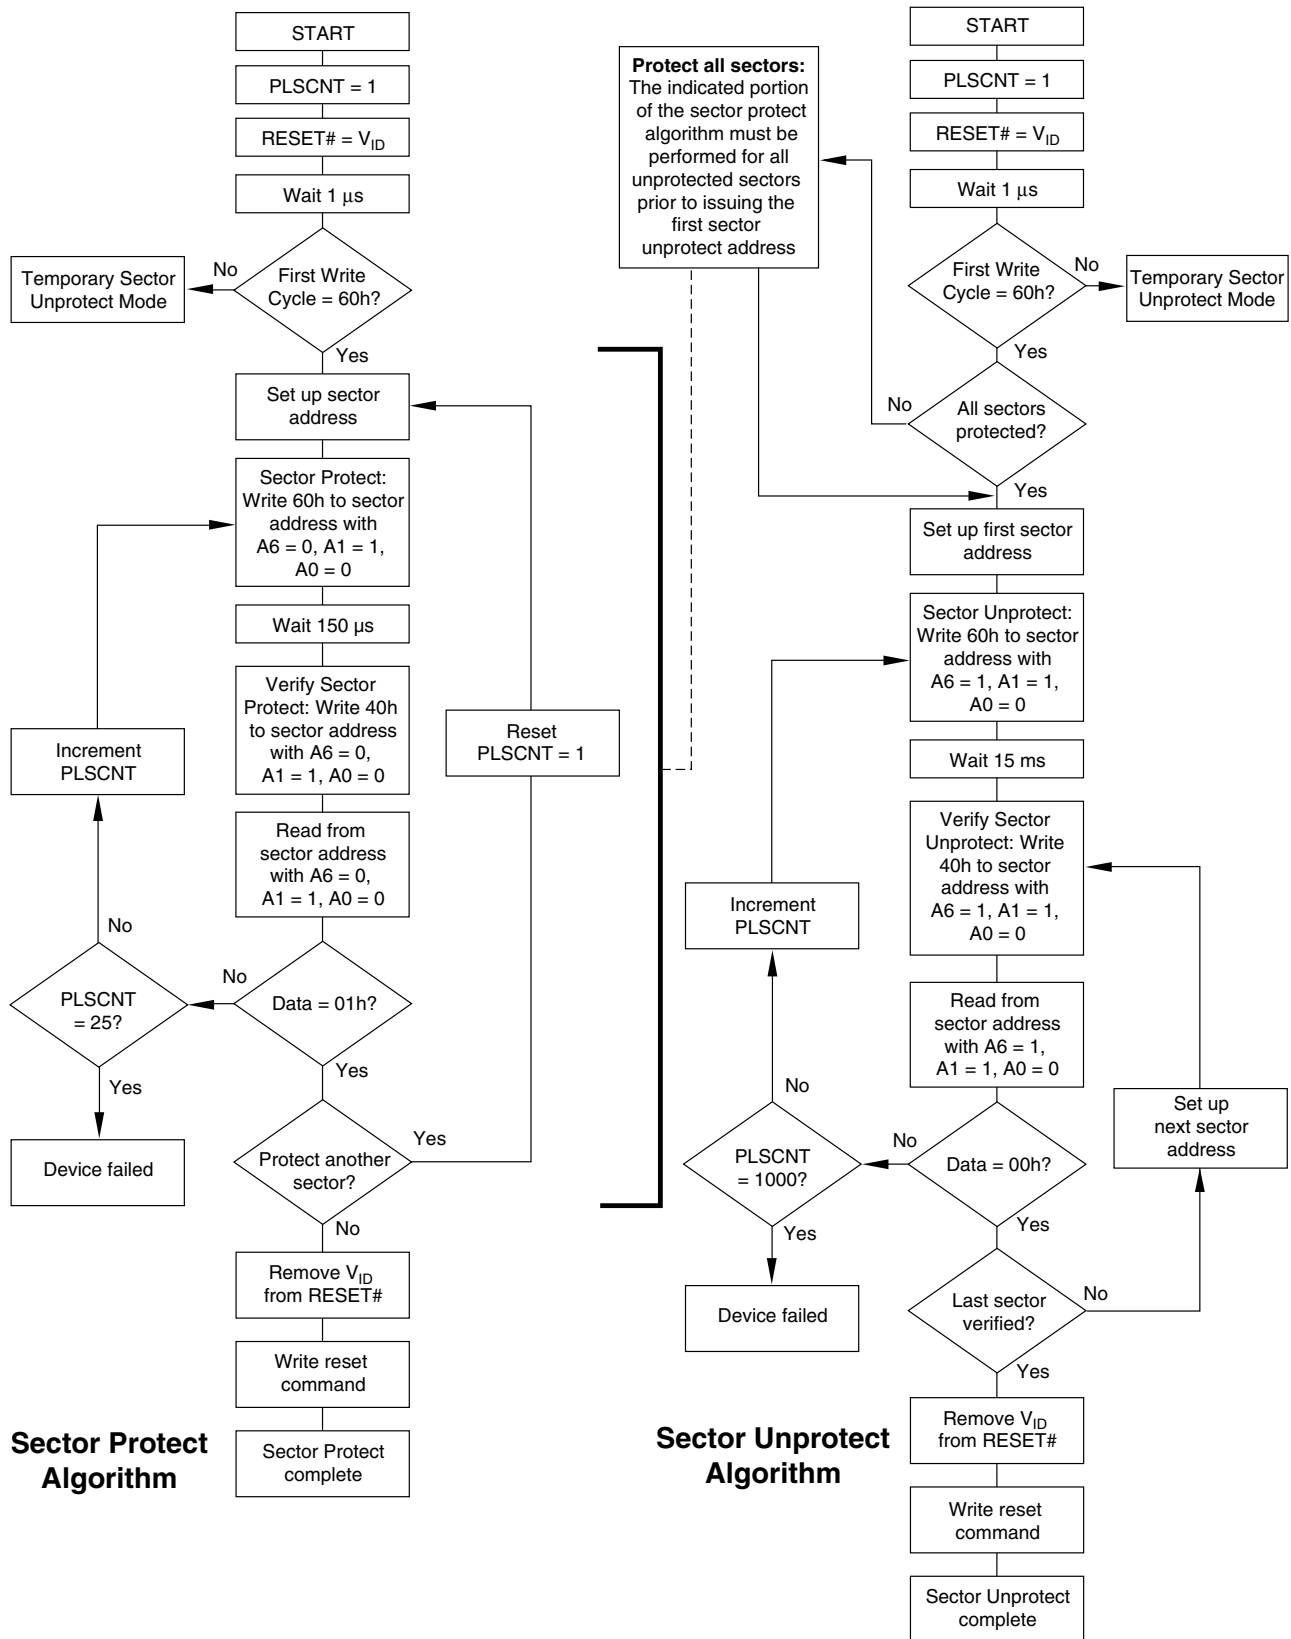 START
PLSCNT = 1
RESET# = VID
Wait 1 μs
First Write
Cycle = 60h?
No
Temporary Sector
Unprotect Mode
Yes
Set up sector
address
Sector Protect:
Write 60h to sector
address with
A6 = 0, A1 = 1,
A0 = 0
Wait 150 µs
Verify Sector
Protect: Write 40h
to sector address
with A6 = 0,
A1 = 1, A0 = 0
Reset
PLSCNT = 1
Increment
PLSCNT
Read from
sector address
with A6 = 0,
A1 = 1, A0 = 0
No
No
PLSCNT
= 25?
Data = 01h?
Yes
Yes
Device failed
Protect another
sector?
Yes
No
Remove VID
from RESET#
Write reset
command
Sector Protect
complete
Sector Protect
Algorithm
Protect all sectors:
The indicated portion
of the sector protect
algorithm must be
performed for all
unprotected sectors
prior to issuing the
first sector
unprotect address
START
PLSCNT = 1
RESET# = VID
Wait 1 μs
First Write
Cycle = 60h?
No
Temporary Sector
Unprotect Mode
Yes
No
All sectors
protected?
Yes
Set up first sector
address
Sector Unprotect:
Write 60h to sector
address with
A6 = 1, A1 = 1,
A0 = 0
Wait 15 ms
Verify Sector
Unprotect: Write
40h to sector
address with
A6 = 1, A1 = 1,
A0 = 0
Increment
PLSCNT
Read from
sector address
with A6 = 1,
A1 = 1, A0 = 0
No
Set up
next sector
address
No
PLSCNT
= 1000?
Data = 00h?
Yes
Yes
Device failed
Last sector
verified?
No
Yes
Remove VID
from RESET#
Write reset
command
Sector Unprotect
complete
Sector Unprotect
Algorithm